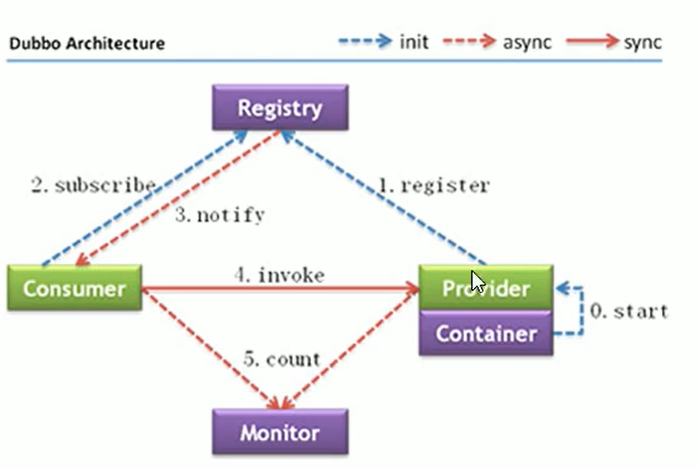 Dubbo Architecture
init
async
sync
Registry
2. subscribe
1. register
3. notify
Consumer
4. invoke
Provider
Container
0. start
5. count
Monitor